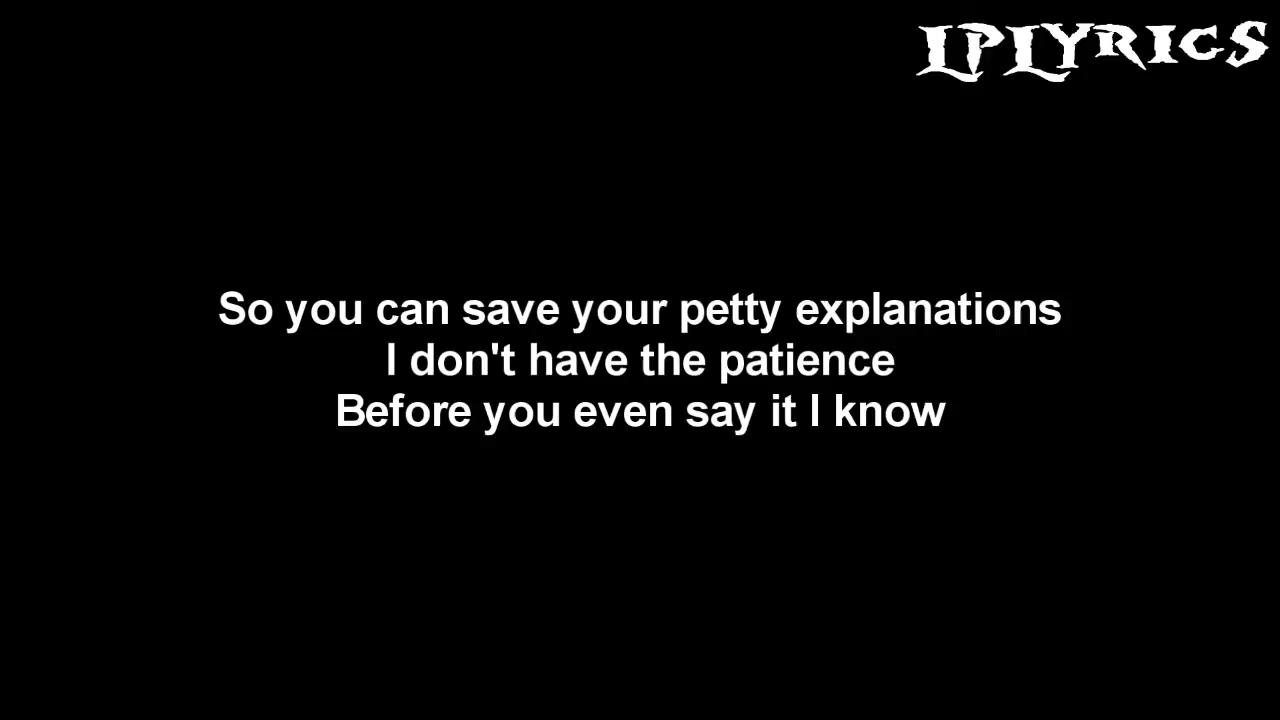 LPLYRICS
So you can save your petty explanations
I don't have the patience
Before you even say it I know